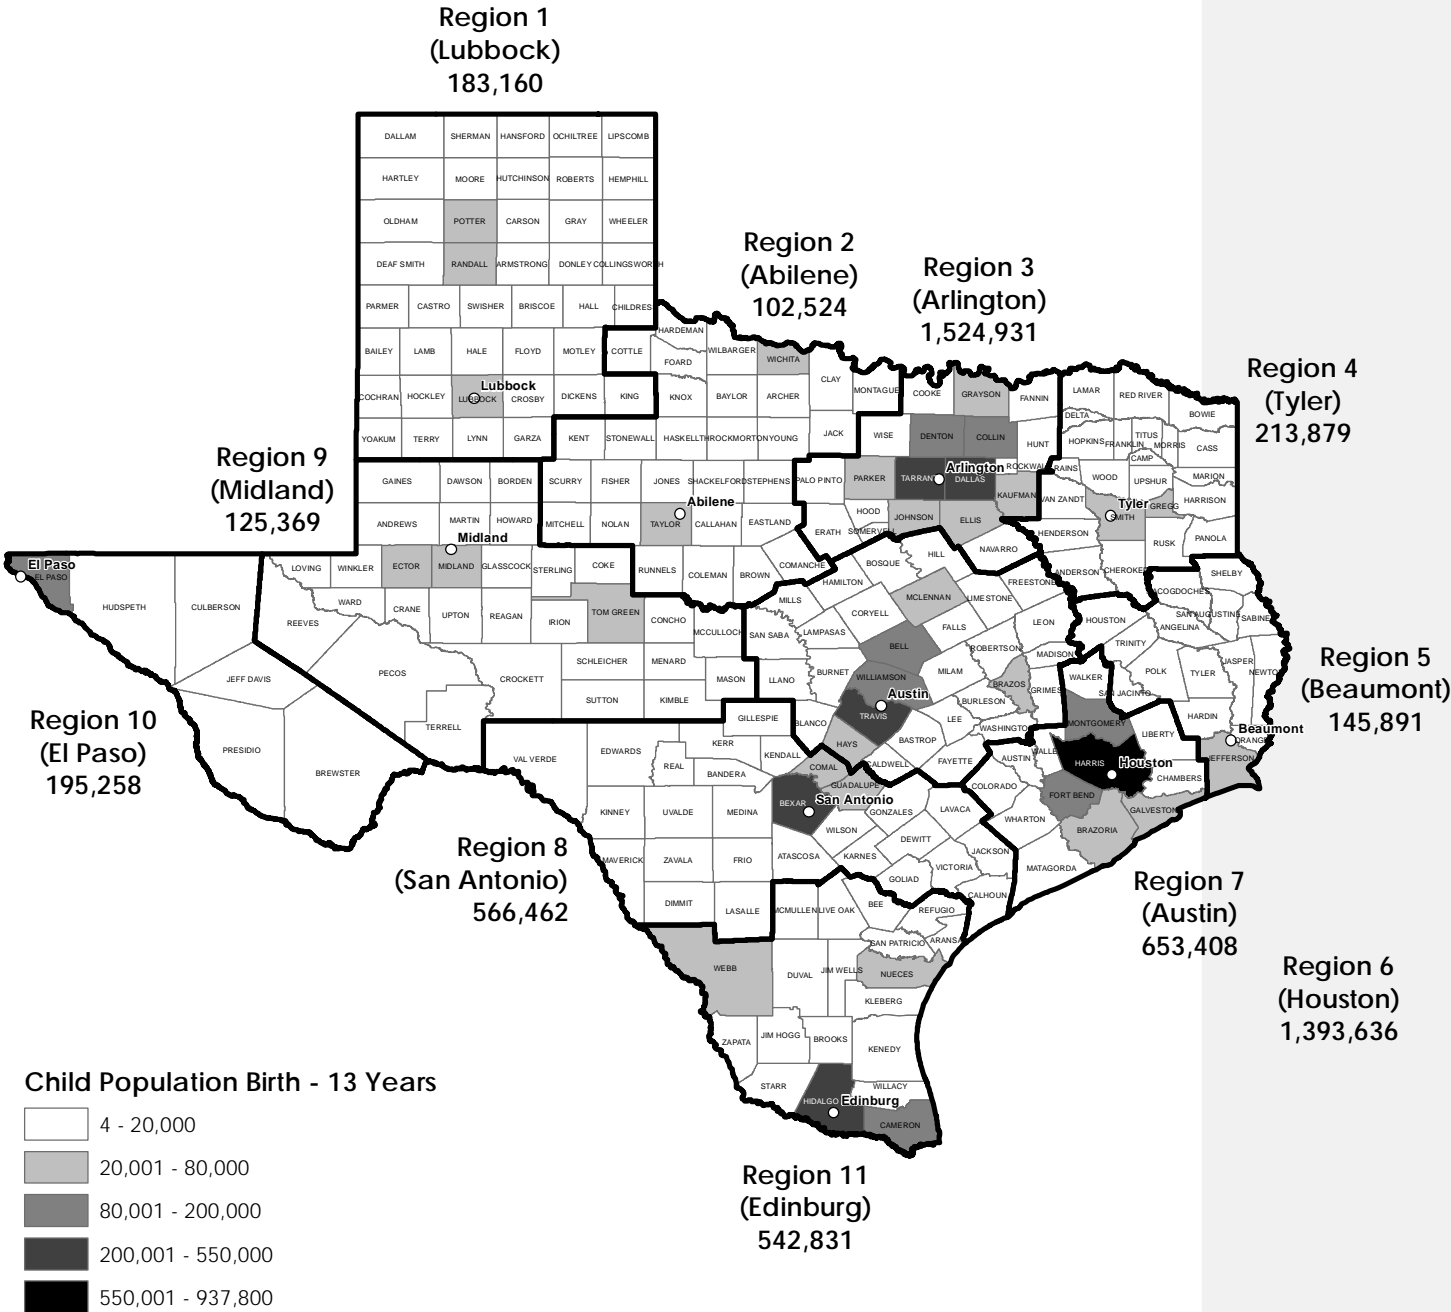 Region 1
(Lubbock)
183,160
DALLAM SHERMAN HANSFORD OCHILTREE LIPSCOMB
HARTLEY MOORE HUTCHINSON ROBERTS HEMPHILL
OLDHAM POTTER CARSON GRAY WHEELER
DEAF SMITH RANDALL ARMSTRONG DONLEY COLLINGSWORTH
PARMER CASTRO SWISHER BRISCOE HALL CHILDRES
BAILEY LAMB HALE FLOYD MOTLEY COTTLE
COCHRAN HOCKLEY LUBBOCK CROSBY DICKENS KING
Lubbock
YOAKUM TERRY LYNN GARZA KENT STONEWALL HASKELL THROCKMORTON YOUNG JACK
Region 2
(Abilene)
102,524
HARDEMAN
FOARD WILBARGER WICHITA
KNOX BAYLOR ARCHER CLAY MONTAGUE
Region 3
(Arlington)
1,524,931
COOKE GRAYSON FANNIN
WISE DENTON COLLIN HUNT
PALO PINTO PARKER TARRANT DALLAS ROCKWAL
Arlington
KAUFMAN
HOOD JOHNSON ELLIS
ERATH SOMERVELL NAVARRO
Region 4
(Tyler)
213,879
LAMAR RED RIVER BOWIE
DELTA
HOPKINS FRANKLIN TITUS MORRIS CASS
CAMP
RAINS WOOD UPSHUR MARION
VAN ZANDT SMITH GREGG HARRISON
Tyler
HENDERSON RUSK PANOLA
ANDERSON CHEROKEE
Region 9
(Midland)
125,369
GAINES DAWSON BORDEN SCURRY FISHER JONES SHACKELFORD STEPHENS
ANDREWS MARTIN HOWARD MITCHELL NOLAN TAYLOR CALLAHAN EASTLAND
Abilene
Midland
LOVING WINKLER ECTOR MIDLAND GLASSCOCK STERLING COKE RUNNELS COLEMAN BROWN COMANCHE
WARD CRANE UPTON REAGAN IRION TOM GREEN CONCHO MCCULLOCH
REEVES PECOS CROCKETT SCHLEICHER MENARD
SUTTON KIMBLE MASON
TERRELL
El Paso
EL PASO
HUDSPETH CULBERSON
JEFF DAVIS
PRESIDIO BREWSTER
Region 10
(El Paso)
195,258
BOSQUE HILL
HAMILTON MCLENNAN LIMESTONE FREESTONE
MILLS CORYELL FALLS LEON
SAN SABA LAMPASAS BELL ROBERTSON MADISON
LLANO BURNET WILLIAMSON MILAM BRAZOS GRIMES
Austin
BURLESON
BLANCO TRAVIS LEE WASHINGTON
HAYS BASTROP
CALDWELL FAYETTE
HOUSTON
NACOGDOCHES SHELBY
SAN AUGUSTINE SABINE
ANGELINA
TRINITY
POLK TYLER JASPER NEWTO
WALKER SAN JACINTO
HARDIN
Beaumont
ORANGE
JEFFERSON
Region 5
(Beaumont)
145,891
MONTGOMERY LIBERTY
WALLE HARRIS Houston
CHAMBERS
AUSTIN
COLORADO FORT BEND
WHARTON BRAZORIA GALVESTON
MATAGORDA
GILLESPIE
EDWARDS KERR KENDALL COMAL
VAL VERDE REAL BANDERA GUADALUPE
KINNEY UVALDE MEDINA BEXAR San Antonio
GONZALES LAVACA
WILSON DEWITT
MAVERICK ZAVALA FRIO ATASCOSA KARNES JACKSON
GOLIAD VICTORIA
DIMMIT LASALLE CALHOUN
Region 8
(San Antonio)
566,462
Region 7
(Austin)
653,408
Region 6
(Houston)
1,393,636
MCMULLEN LIVE OAK BEE REFUGIO
SAN PATRICIO ARANSA
WEBB DUVAL JIM WELLS NUECES
KLEBERG
ZAPATA JIM HOGG BROOKS KENEDY
STARR HIDALGO WILLACY
Edinburg
CAMERON
Region 11
(Edinburg)
542,831
Child Population Birth - 13 Years
4 - 20,000
20,001 - 80,000
80,001 - 200,000
200,001 - 550,000
550,001 - 937,800